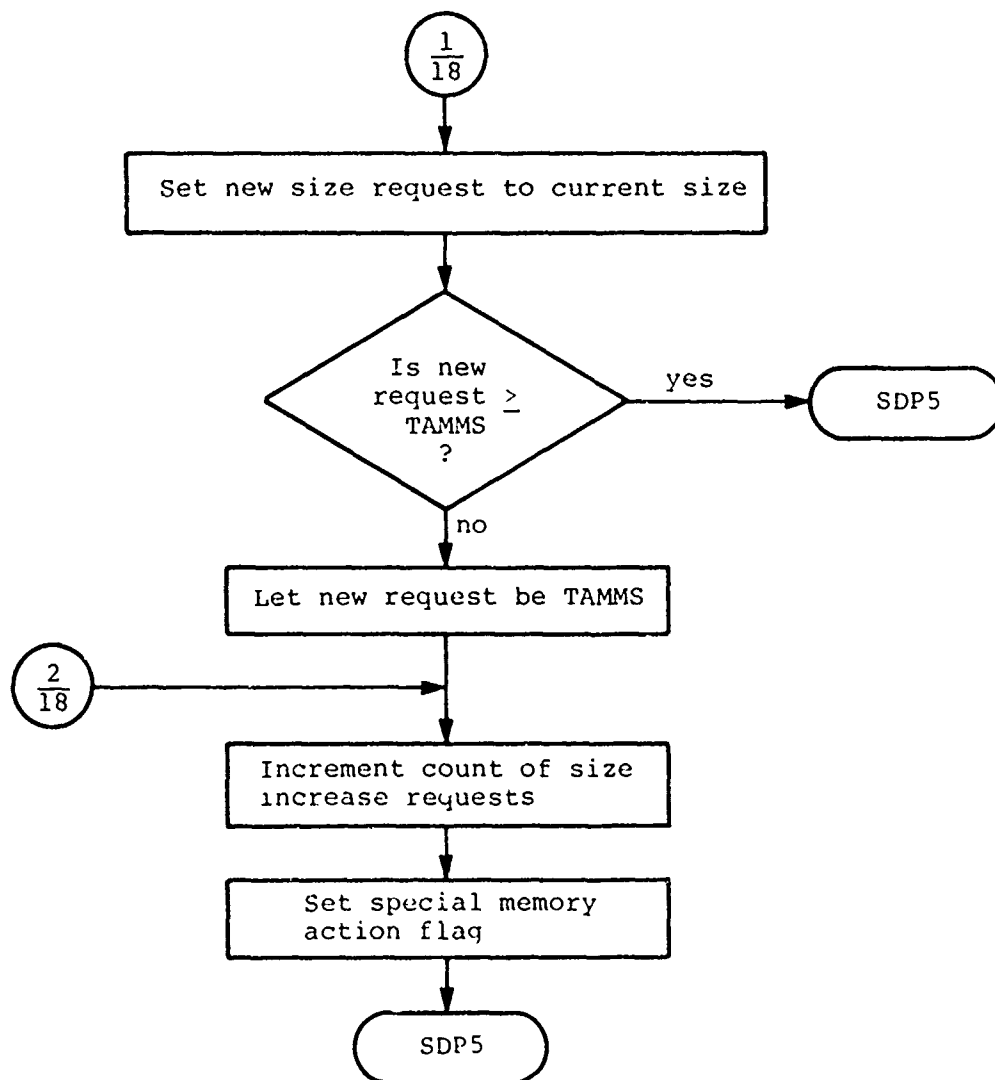 1
18
Set new size request to current size
Is new
request ≥
TAMMS
?
yes
SDP5
no
Let new request be TAMMS
2
18
Increment count of size
increase requests
Set special memory
action flag
SDP5